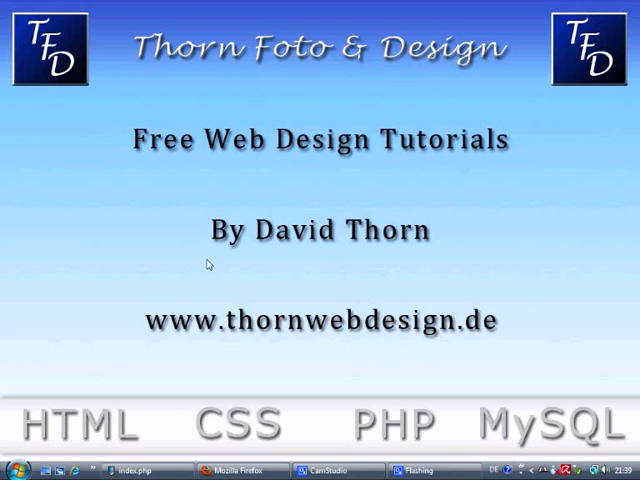 TFD Thorn Foto & Design TFD
Free Web Design Tutorials
By David Thorn
www.thornwebdesign.de
HTML CSS PHP MySQL
index.php Mozilla Firefox CamStudio Flashing DE 21:39